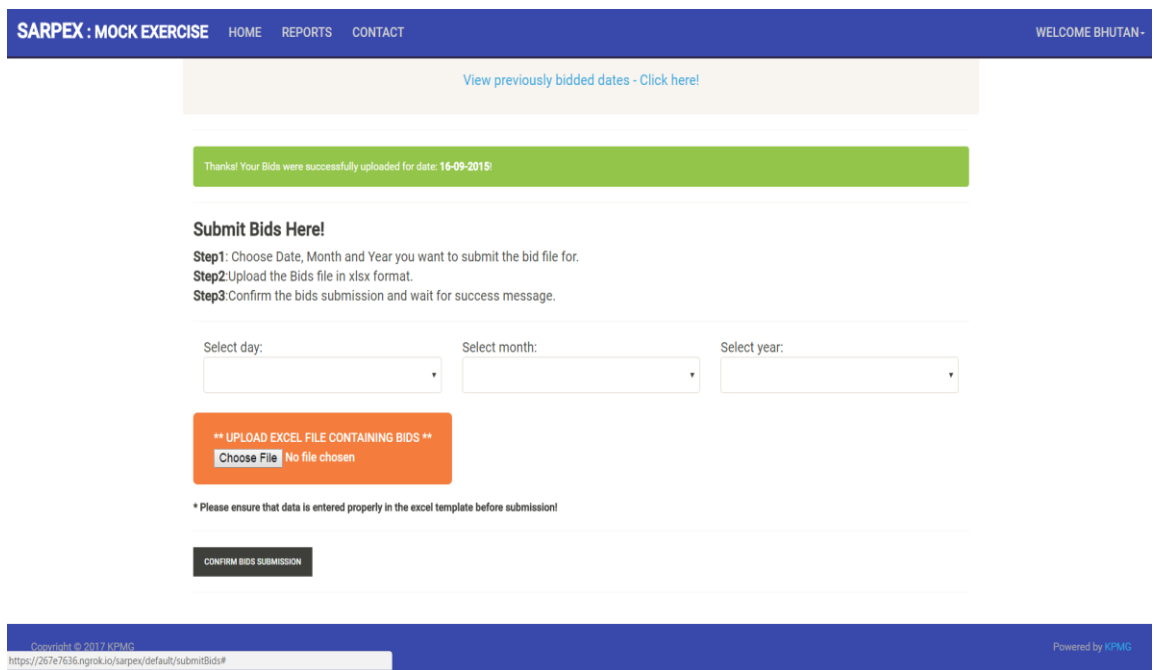 SARPEX : MOCK EXERCISE HOME REPORTS CONTACT WELCOME BHUTAN
View previously bidded dates - Click here!
Thanks! Your Bids were successfully uploaded for date: 16-09-2015!
Submit Bids Here!
Step1: Choose Date, Month and Year you want to submit the bid file for.
Step2:Upload the Bids file in xlsx format.
Step3:Confirm the bids submission and wait for success message.
Select day: Select month: Select year:
** UPLOAD EXCEL FILE CONTAINING BIDS **
Choose File No file chosen
* Please ensure that data is entered properly in the excel template before submission!
CONFIRM BIDS SUBMISSION
Copyright © 2017 KPMG Powered by KPMG
https://267e7636.ngrok.io/sarpex/default/submitBids#